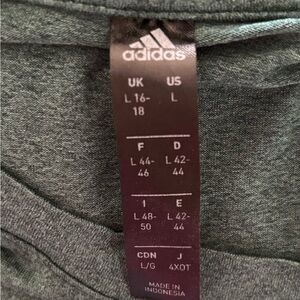 adidas
UK US
L 16- L
18
F D
L 44- L 42-
46 44
I E
L 48- L 42-
50 44
CDN J
L/G 4XOT
MADE IN
INDONESIA